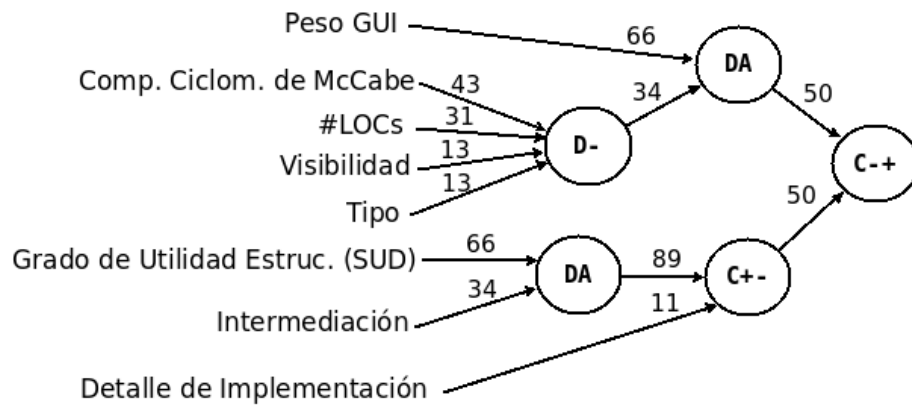 Peso GUI
66
DA
Comp. Ciclom. de McCabe
43
34
50
#LOCs
31
D-
Visibilidad
13
C-+
13
Tipo
50
Grado de Utilidad Estruc. (SUD)
66
DA
89
C+-
34
11
Intermediación
Detalle de Implementación